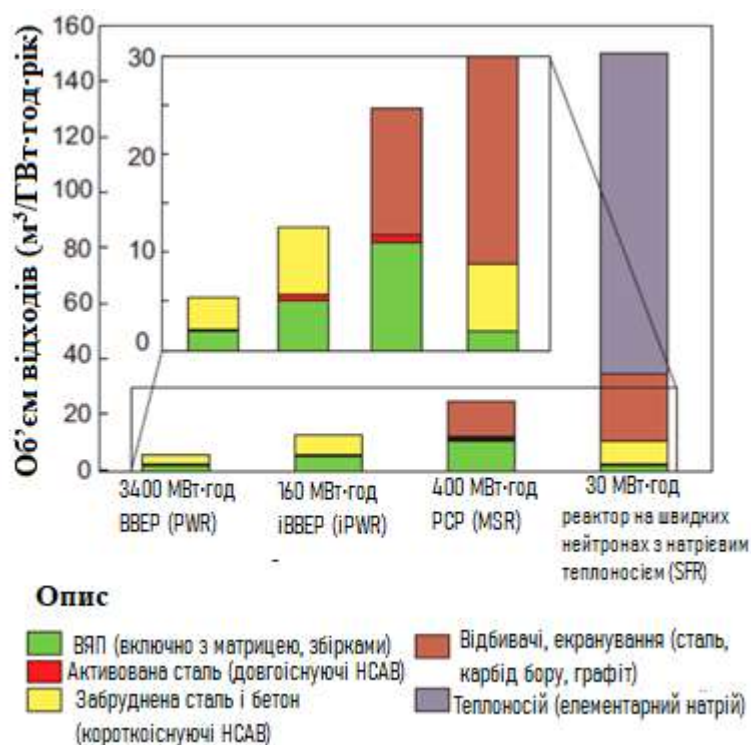 Об’єм відходів (м³/ГВт·год·рік)
160
140
120
100
80
60
40
20
0
30
20
10
0
3400 МВт·год
ВВЕР (PWR)
160 МВт·год
іВВЕР (iPWR)
-
400 МВт·год
РСР (MSR)
30 МВт·год
реактор на швидких
нейтронах з натрієвим
теплоносієм (SFR)
Опис
ВЯП (включно з матрицею, збірками)
Активована сталь (довгоіснуючі НСАВ)
Забруднена сталь і бетон
(короткоіснуючі НСАВ)
Відбивачі, екранування (сталь,
карбід бору, графіт)
Теплоносій (елементарний натрій)